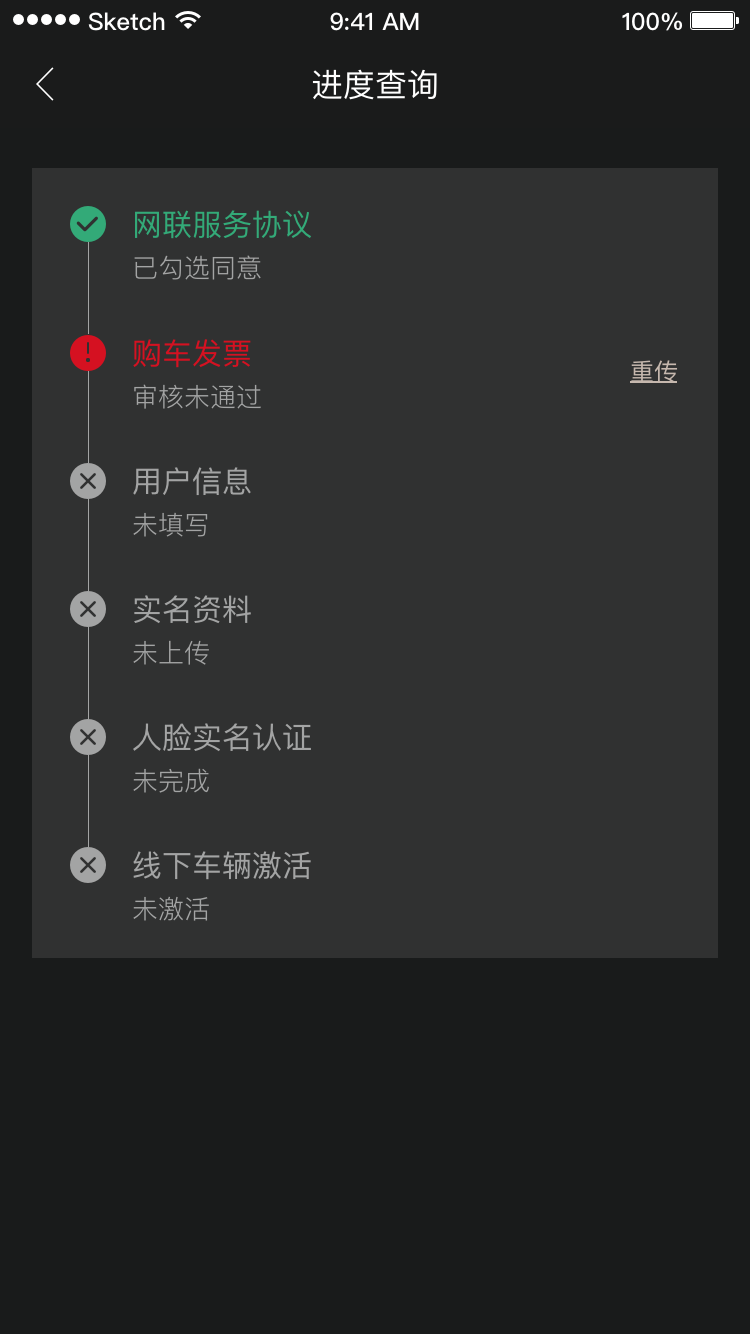 Sketch 9:41 AM 100%
进度查询
网联服务协议
已勾选同意
购车发票
审核未通过
重传
用户信息
未填写
实名资料
未上传
人脸实名认证
未完成
线下车辆激活
未激活